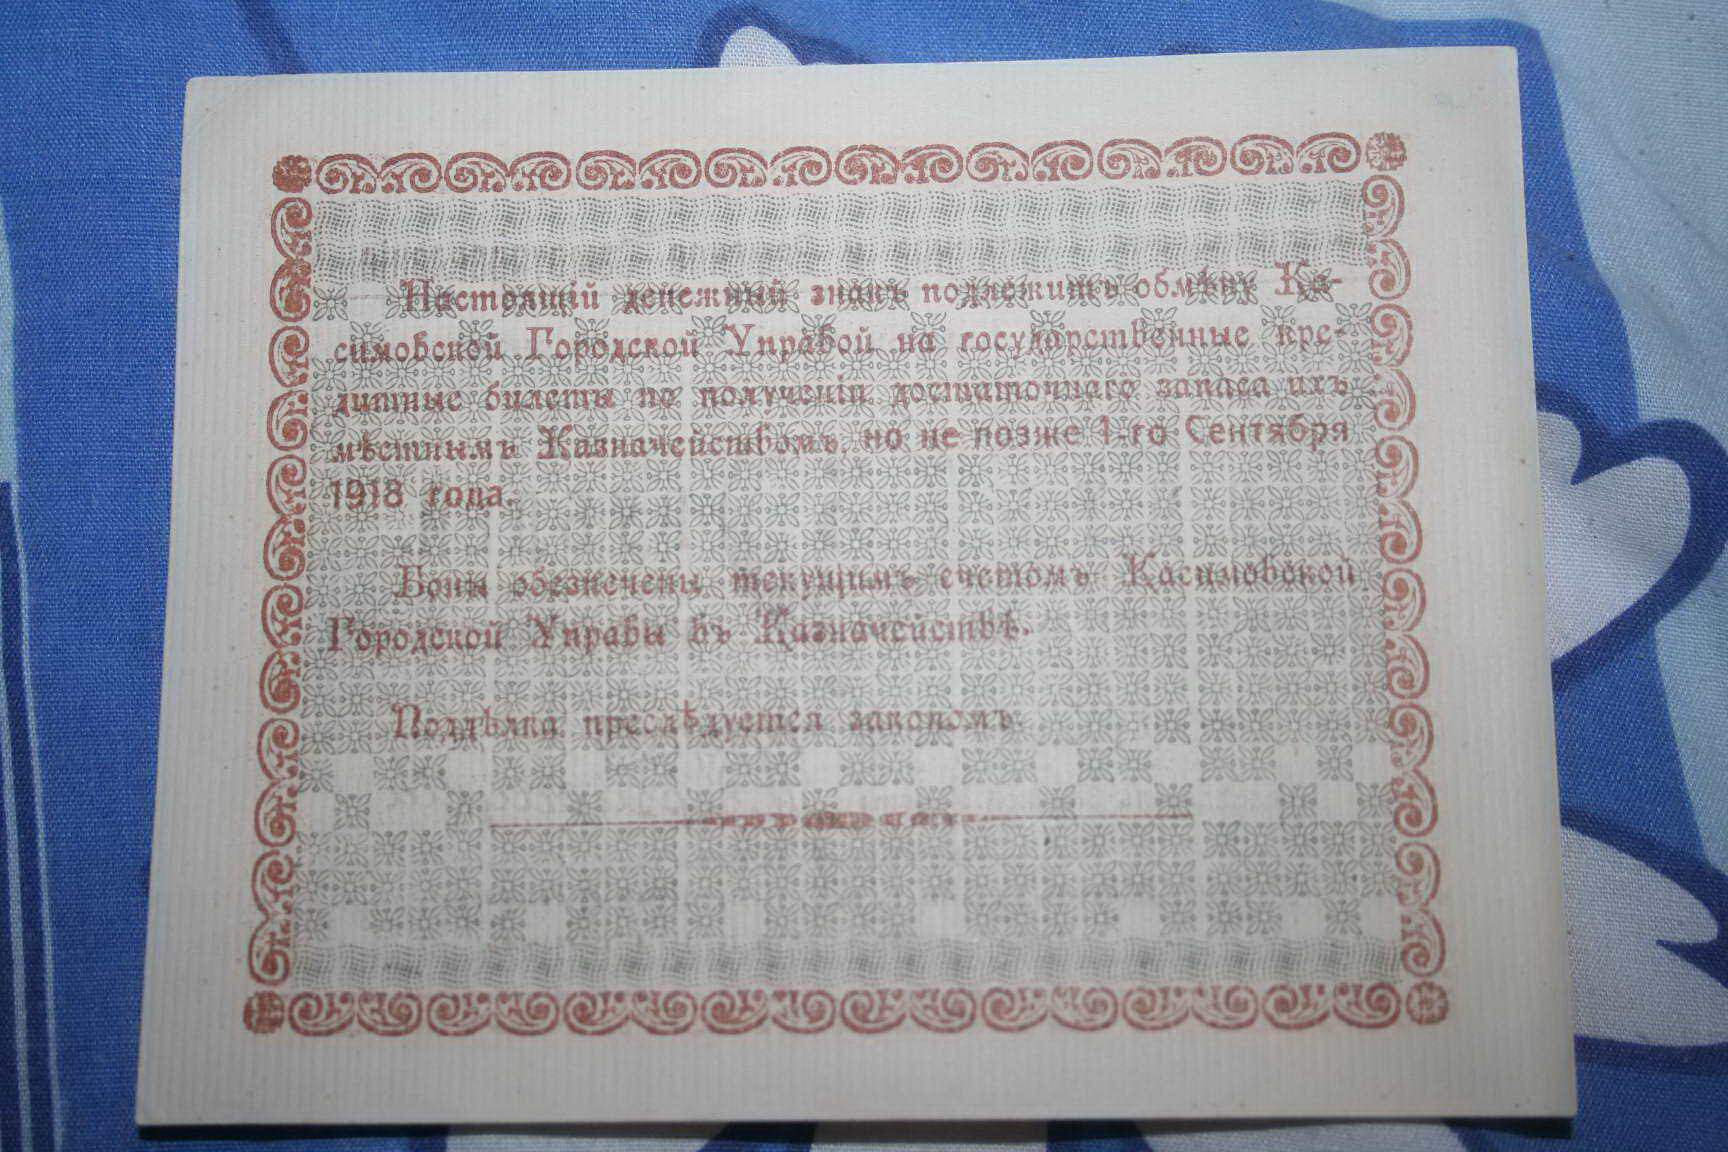 Настоящій денежный знакъ подлежитъ обмѣну Ка-
симовской Городской Управой на государственные кре-
дитные билеты по полученіи достаточнаго запаса ихъ
мѣстнымъ Казначействомъ, но не позже 1-го Сентября
1918 года.
Боны обезпечены текущимъ счетомъ Касимовской
Городской Управы въ Казначействѣ.
Поддѣлка преслѣдуется закономъ